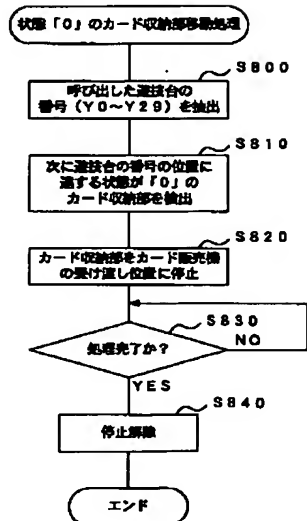 状態「0」のカード収納部移動処理
S800
呼び出した遊技台の
番号(Y0〜Y29)を抽出
S810
次に遊技台の番号の位置に
達する状態が「0」の
カード収納部を抽出
S820
カード収納部をカード販売機
の受け渡し位置に停止
S830
処理完了か?
NO
YES
S840
停止解除
エンド